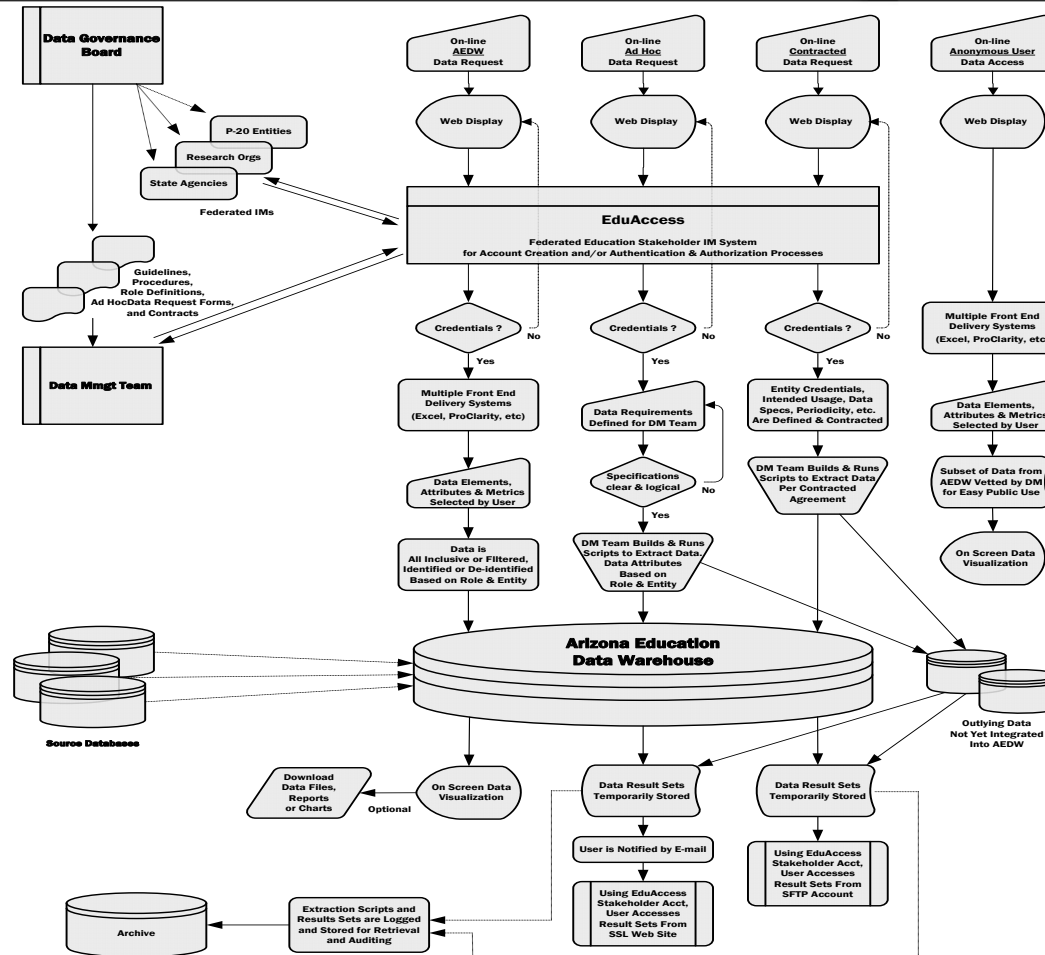 Data Governance
Board
P-20 Entities
Research Orgs
State Agencies
Federated IMs
Guidelines,
Procedures,
Role Definitions,
Ad HocData Request Forms,
and Contracts
Data Mmgt Team
On-line
AEDW
Data Request
On-line
Ad Hoc
Data Request
On-line
Contracted
Data Request
On-line
Anonymous User
Data Access
Web Display
Web Display
Web Display
Web Display
EduAccess
Federated Education Stakeholder IM System
for Account Creation and/or Authentication & Authorization Processes
Credentials ?
No
Yes
Credentials ?
No
Yes
Credentials ?
No
Yes
Multiple Front End
Delivery Systems
(Excel, ProClarity, etc)
Data Elements,
Attributes & Metrics
Selected by User
Data is
All Inclusive or FIltered,
Identified or De-identified
Based on Role & Entity
Data Requirements
Defined for DM Team
Specifications
clear & logical
No
Yes
DM Team Builds & Runs
Scripts to Extract Data.
Data Attributes
Based on
Role & Entity
Entity Credentials,
Intended Usage, Data
Specs, Periodicity, etc.
Are Defined & Contracted
DM Team Builds & Runs
Scripts to Extract Data
Per Contracted
Agreement
Multiple Front End
Delivery Systems
(Excel, ProClarity, etc
Data Elements,
Attributes & Metrics
Selected by User
Subset of Data from
AEDW Vetted by DM
for Easy Public Use
On Screen Data
Visualization
Arizona Education
Data Warehouse
Source Databases
Outlying Data
Not Yet Integrated
Into AEDW
Download
Data Files,
Reports
or Charts
Optional
On Screen Data
Visualization
Data Result Sets
Temporarily Stored
Data Result Sets
Temporarily Stored
User is Notified by E-mail
Using EduAccess
Stakeholder Acct,
User Accesses
Result Sets From
SSL Web Site
Using EduAccess
Stakeholder Acct,
User Accesses
Result Sets From
SFTP Account
Extraction Scripts and
Results Sets are Logged
and Stored for Retrieval
and Auditing
Archive